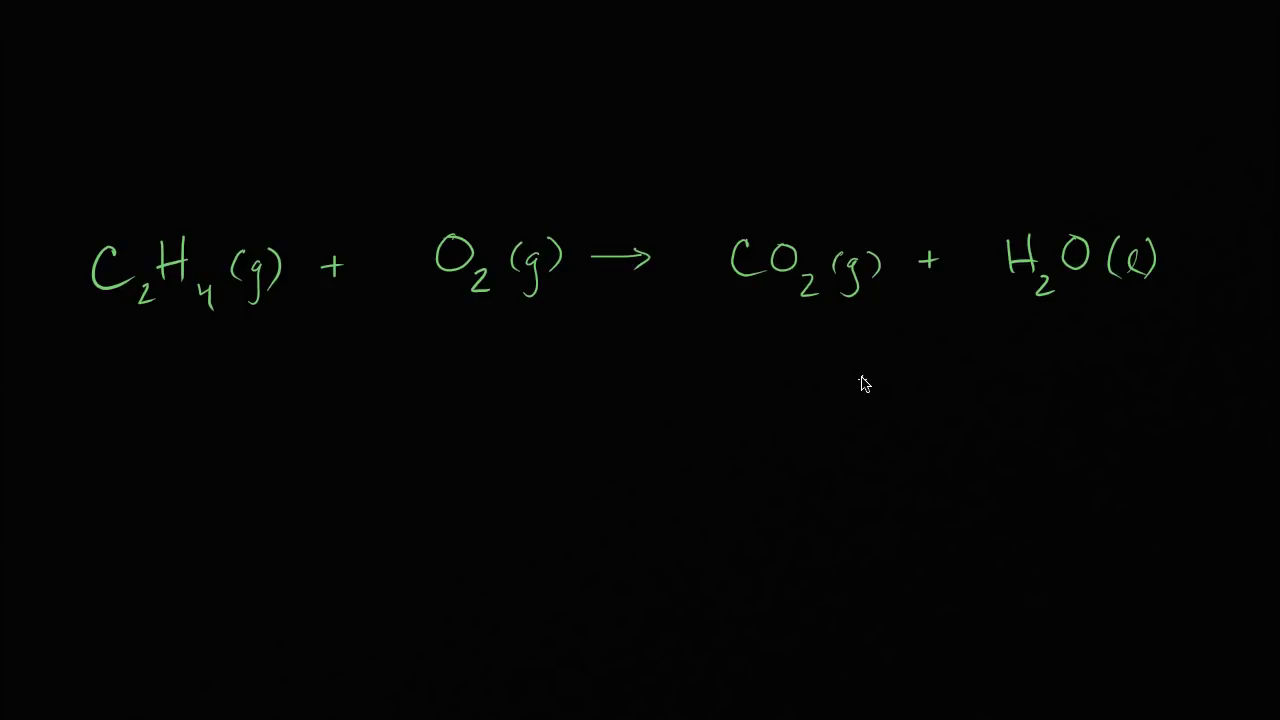 C₂H₄(g) + O₂(g) → CO₂(g) + H₂O(l)